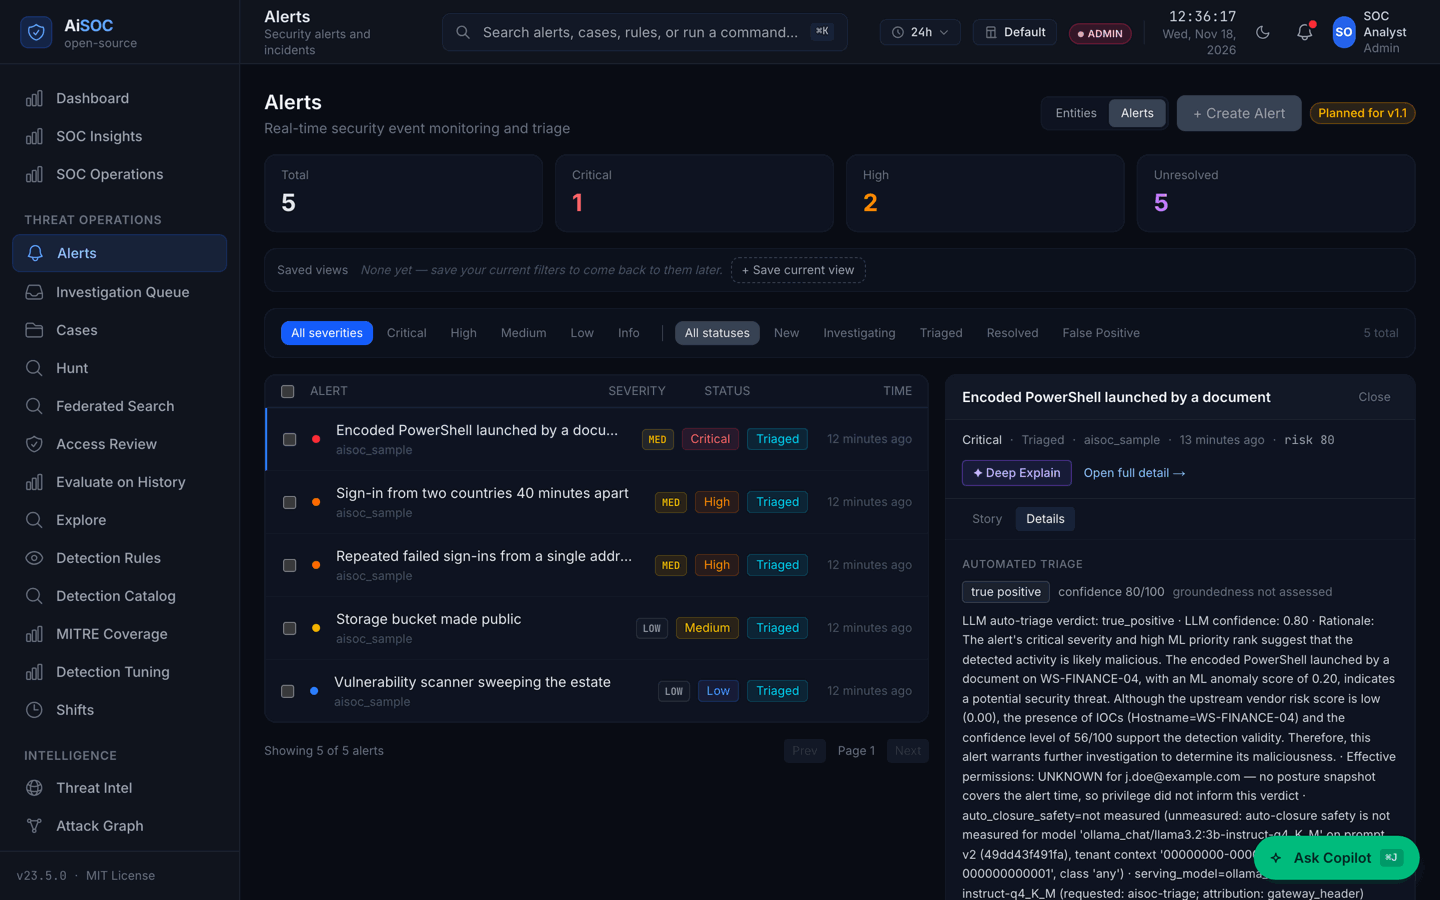 AiSOC
open-source
Alerts
Security alerts and
incidents
Search alerts, cases, rules, or run a command... ⌘K
24h
Default
ADMIN
12:36:17
Wed, Nov 18,
2026
SO
SOC
Analyst
Admin
Dashboard
SOC Insights
SOC Operations
THREAT OPERATIONS
Alerts
Investigation Queue
Cases
Hunt
Federated Search
Access Review
Evaluate on History
Explore
Detection Rules
Detection Catalog
MITRE Coverage
Detection Tuning
Shifts
INTELLIGENCE
Threat Intel
Attack Graph
v23.5.0 · MIT License
Alerts
Real-time security event monitoring and triage
Entities Alerts + Create Alert Planned for v1.1
Total
5
Critical
1
High
2
Unresolved
5
Saved views None yet — save your current filters to come back to them later. + Save current view
All severities Critical High Medium Low Info All statuses New Investigating Triaged Resolved False Positive 5 total
ALERT SEVERITY STATUS TIME
Encoded PowerShell launched by a docu... MED Critical Triaged 12 minutes ago
aisoc_sample
Sign-in from two countries 40 minutes apart MED High Triaged 12 minutes ago
aisoc_sample
Repeated failed sign-ins from a single addr... MED High Triaged 12 minutes ago
aisoc_sample
Storage bucket made public LOW Medium Triaged 12 minutes ago
aisoc_sample
Vulnerability scanner sweeping the estate LOW Low Triaged 12 minutes ago
aisoc_sample
Showing 5 of 5 alerts Prev Page 1 Next
Encoded PowerShell launched by a document Close
Critical · Triaged · aisoc_sample · 13 minutes ago · risk 80
✦ Deep Explain Open full detail →
Story Details
AUTOMATED TRIAGE
true positive confidence 80/100 groundedness not assessed
LLM auto-triage verdict: true_positive · LLM confidence: 0.80 · Rationale:
The alert's critical severity and high ML priority rank suggest that the
detected activity is likely malicious. The encoded PowerShell launched by a
document on WS-FINANCE-04, with an ML anomaly score of 0.20, indicates
a potential security threat. Although the upstream vendor risk score is low
(0.00), the presence of IOCs (Hostname=WS-FINANCE-04) and the
confidence level of 56/100 support the detection validity. Therefore, this
alert warrants further investigation to determine its maliciousness. · Effective
permissions: UNKNOWN for j.doe@example.com — no posture snapshot
covers the alert time, so privilege did not inform this verdict ·
auto_closure_safety=not measured (unmeasured: auto-closure safety is not
measured for model 'ollama_chat/llama3.2:3b-instruct-q4_K_M' on prompt
v2 (49dd43f491fa), tenant context '00000000-000
000000000001', class 'any') · serving_model=ollama_
instruct-q4_K_M (requested: aisoc-triage; attribution: gateway_header)
Ask Copilot ⌘J